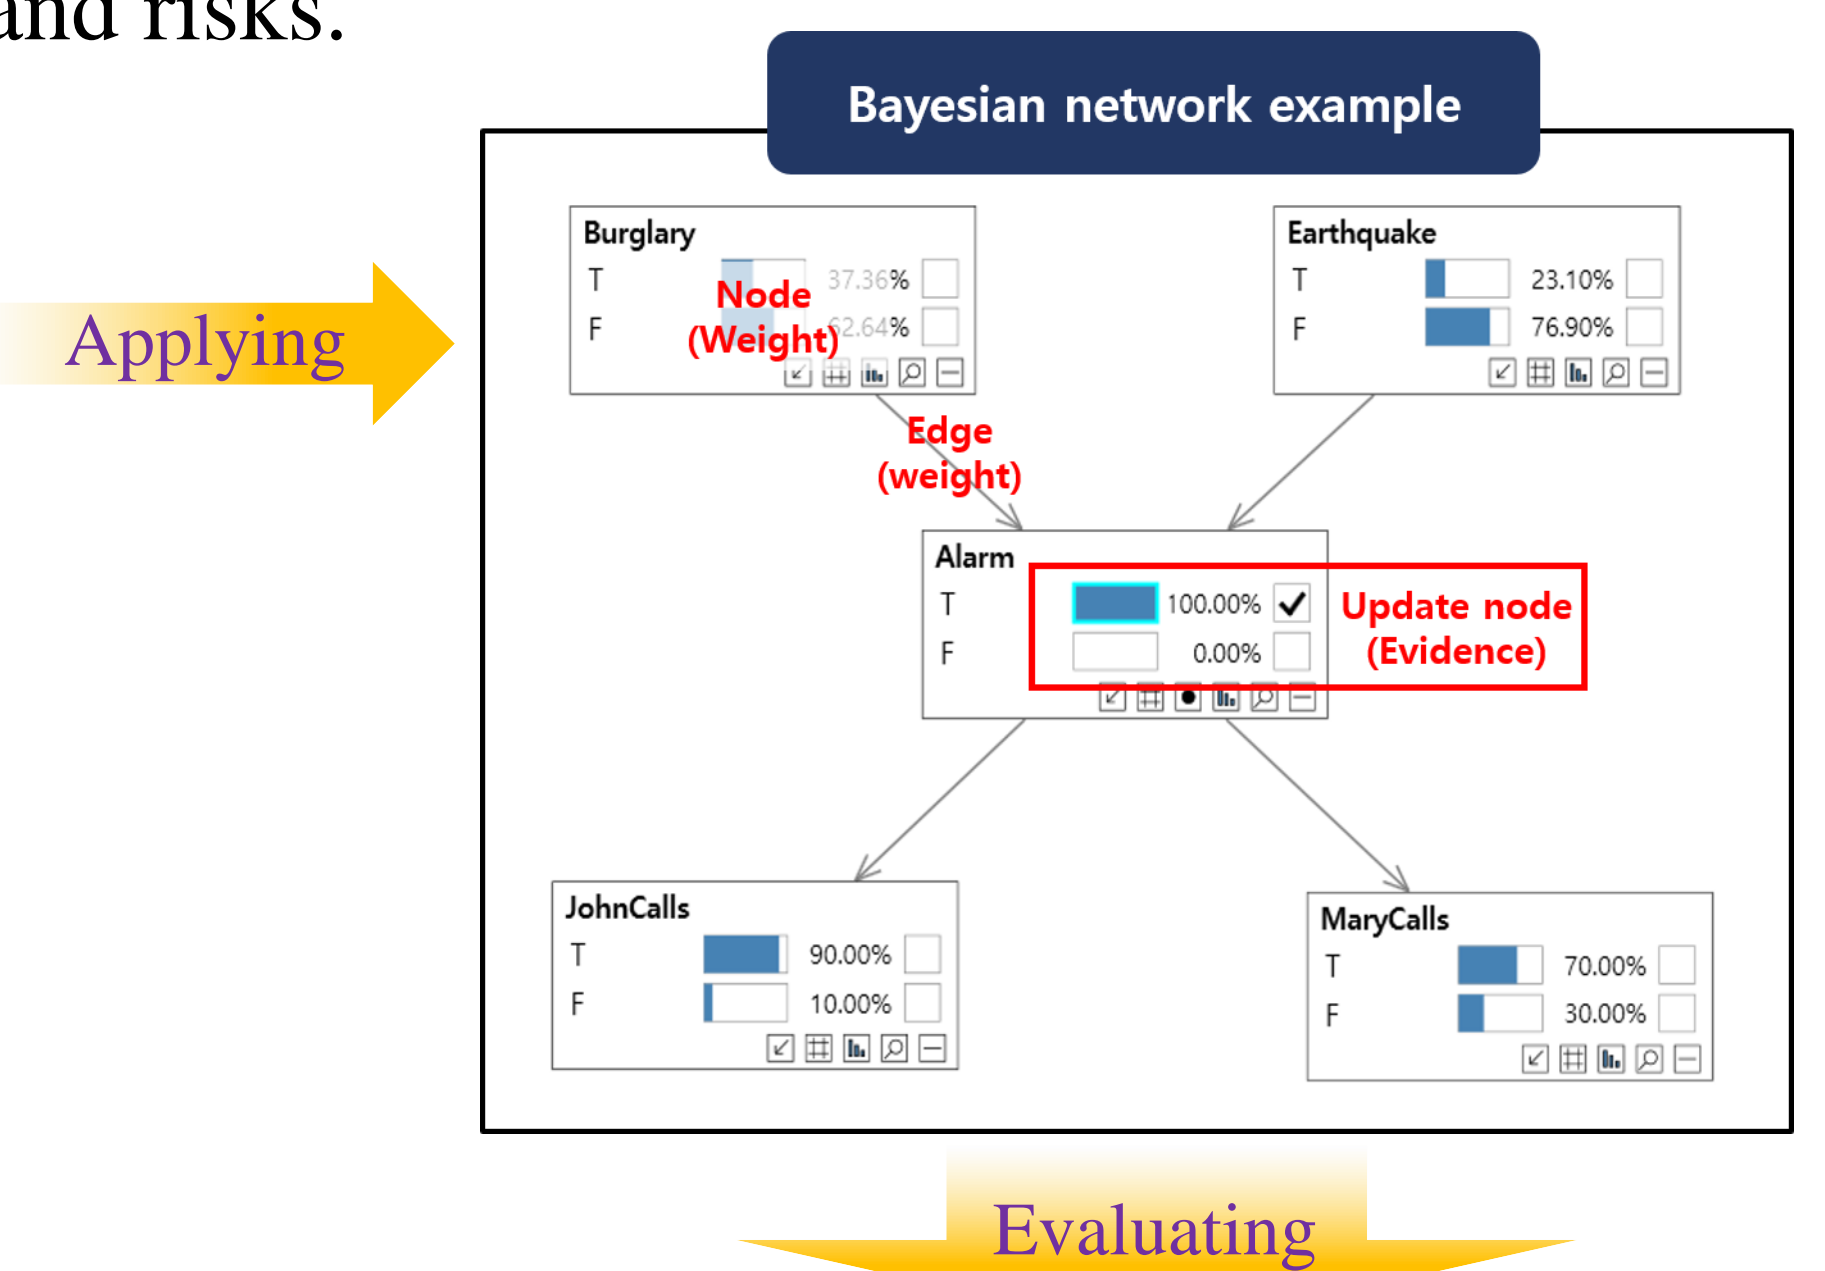 and risks.
Bayesian network example
Applying
Burglary
T 37.36%
F 62.64%
Node
(Weight)
Earthquake
T 23.10%
F 76.90%
Edge
(weight)
Alarm
T 100.00%
F 0.00%
Update node
(Evidence)
JohnCalls
T 90.00%
F 10.00%
MaryCalls
T 70.00%
F 30.00%
Evaluating